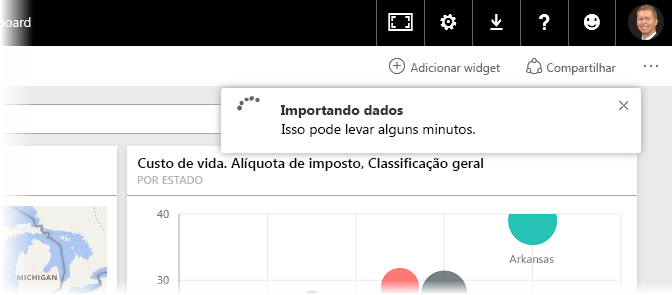 board
Adicionar widget
Compartilhar
Importando dados
Isso pode levar alguns minutos.
Custo de vida. Alíquota de imposto, Classificação geral
POR ESTADO
40
Arkansas
MICHIGAN
30